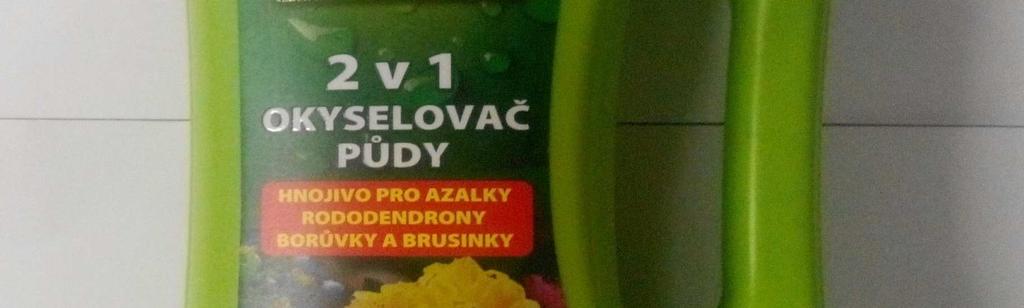 2 v 1
OKYSELOVAČ
PŮDY
HNOJIVO PRO AZALKY
RODODENDRONY
BORŮVKY A BRUSINKY